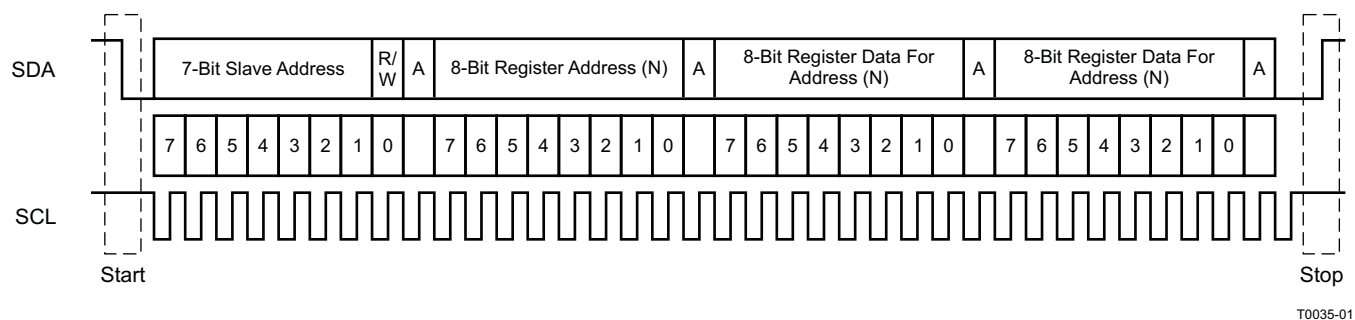 SDA
7-Bit Slave Address
R/
W
A
8-Bit Register Address (N)
A
8-Bit Register Data For
Address (N)
A
8-Bit Register Data For
Address (N)
A
7 6 5 4 3 2 1 0 7 6 5 4 3 2 1 0 7 6 5 4 3 2 1 0 7 6 5 4 3 2 1 0
SCL
Start
Stop
T0035-01